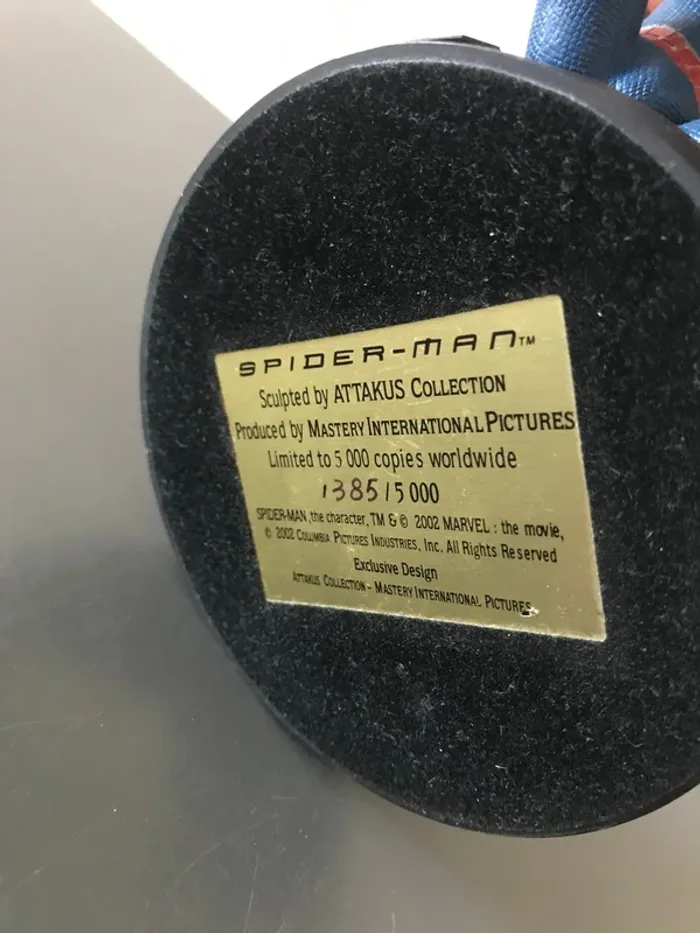 SPIDER-MAN™
Sculpted by ATTAKUS COLLECTION
Produced by MASTERY INTERNATIONAL PICTURES
Limited to 5 000 copies worldwide
1385/5 000
SPIDER-MAN, the character, TM & © 2002 MARVEL : the movie,
© 2002 COLUMBIA PICTURES INDUSTRIES, Inc. All Rights Reserved
Exclusive Design
ATTAKUS COLLECTION - MASTERY INTERNATIONAL PICTURES